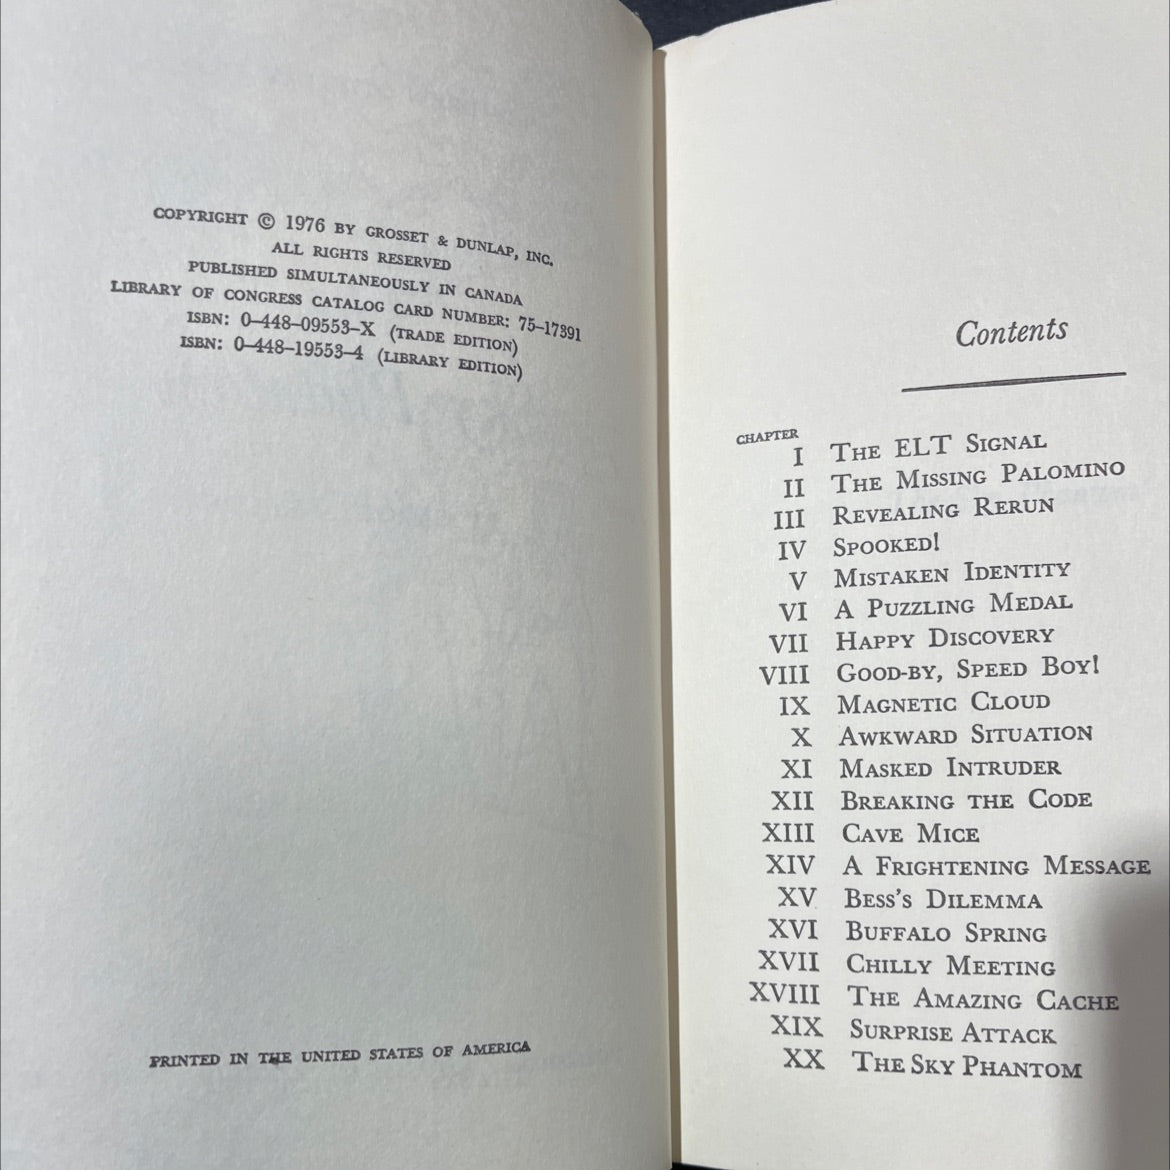 COPYRIGHT © 1976 BY GROSSET & DUNLAP, INC.
ALL RIGHTS RESERVED
PUBLISHED SIMULTANEOUSLY IN CANADA
LIBRARY OF CONGRESS CATALOG CARD NUMBER: 75-17391
ISBN: 0-448-09553-X (TRADE EDITION)
ISBN: 0-448-19553-4 (LIBRARY EDITION)
PRINTED IN THE UNITED STATES OF AMERICA
Contents
CHAPTER
I THE ELT SIGNAL
II THE MISSING PALOMINO
III REVEALING RERUN
IV SPOOKED!
V MISTAKEN IDENTITY
VI A PUZZLING MEDAL
VII HAPPY DISCOVERY
VIII GOOD-BY, SPEED BOY!
IX MAGNETIC CLOUD
X AWKWARD SITUATION
XI MASKED INTRUDER
XII BREAKING THE CODE
XIII CAVE MICE
XIV A FRIGHTENING MESSAGE
XV BESS'S DILEMMA
XVI BUFFALO SPRING
XVII CHILLY MEETING
XVIII THE AMAZING CACHE
XIX SURPRISE ATTACK
XX THE SKY PHANTOM